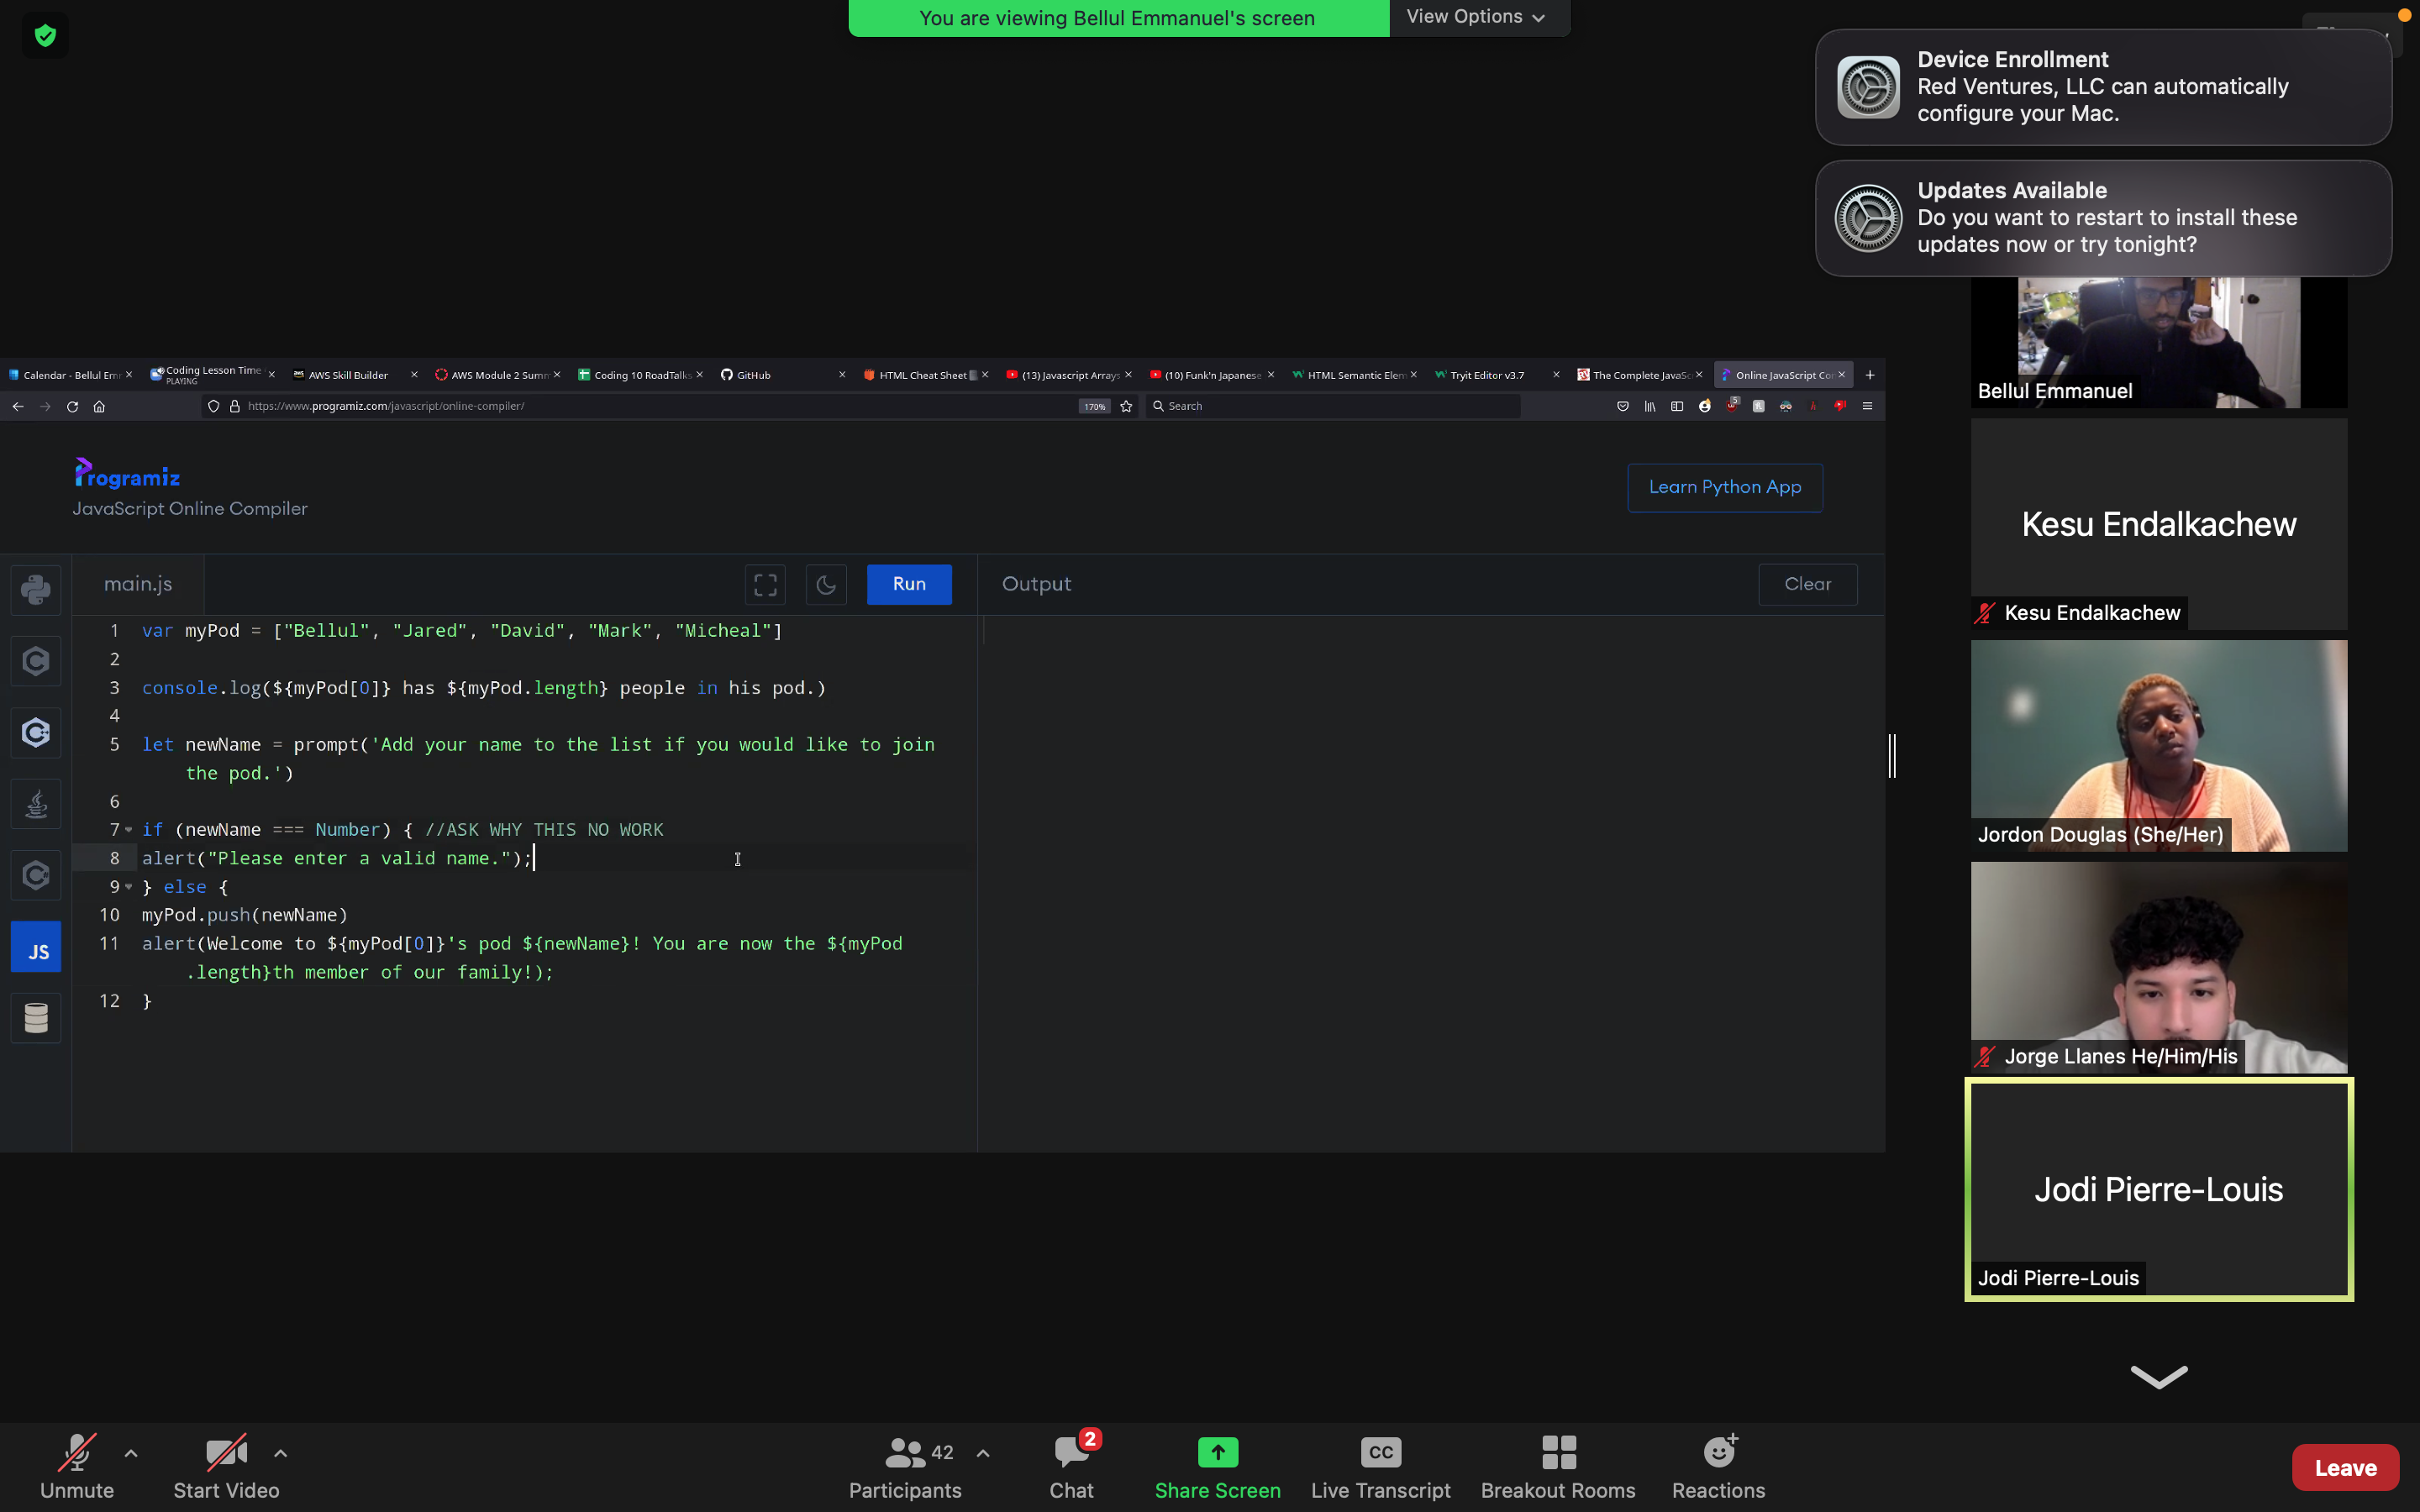 You are viewing Bellul Emmanuel's screen
View Options
Device Enrollment
Red Ventures, LLC can automatically
configure your Mac.
Updates Available
Do you want to restart to install these
updates now or try tonight?
Calendar - Bellul Em
Coding Lesson Time
PLAYING
AWS Skill Builder
AWS Module 2 Summ
Coding 10 RoadTalks
GitHub
HTML Cheat Sheet
(13) Javascript Arrays
(10) Funk'n Japanese
HTML Semantic Elem
Tryit Editor v3.7
The Complete JavaSc
Online JavaScript Com
https://www.programiz.com/javascript/online-compiler/
170%
Search
Programiz
JavaScript Online Compiler
Learn Python App
main.js
Run
Output
Clear
1 var myPod = ["Bellul", "Jared", "David", "Mark", "Micheal"]
2
3 console.log(${myPod[0]} has ${myPod.length} people in his pod.)
4
5 let newName = prompt('Add your name to the list if you would like to join
the pod.')
6
7 if (newName === Number) { //ASK WHY THIS NO WORK
8 alert("Please enter a valid name.");
9 } else {
10 myPod.push(newName)
11 alert(Welcome to ${myPod[0]}'s pod ${newName}! You are now the ${myPod
.length}th member of our family!);
12 }
JS
Bellul Emmanuel
Kesu Endalkachew
Kesu Endalkachew
Jordon Douglas (She/Her)
Jorge Llanes He/Him/His
Jodi Pierre-Louis
Jodi Pierre-Louis
Unmute
Start Video
42
Participants
2
Chat
Share Screen
CC
Live Transcript
Breakout Rooms
Reactions
Leave